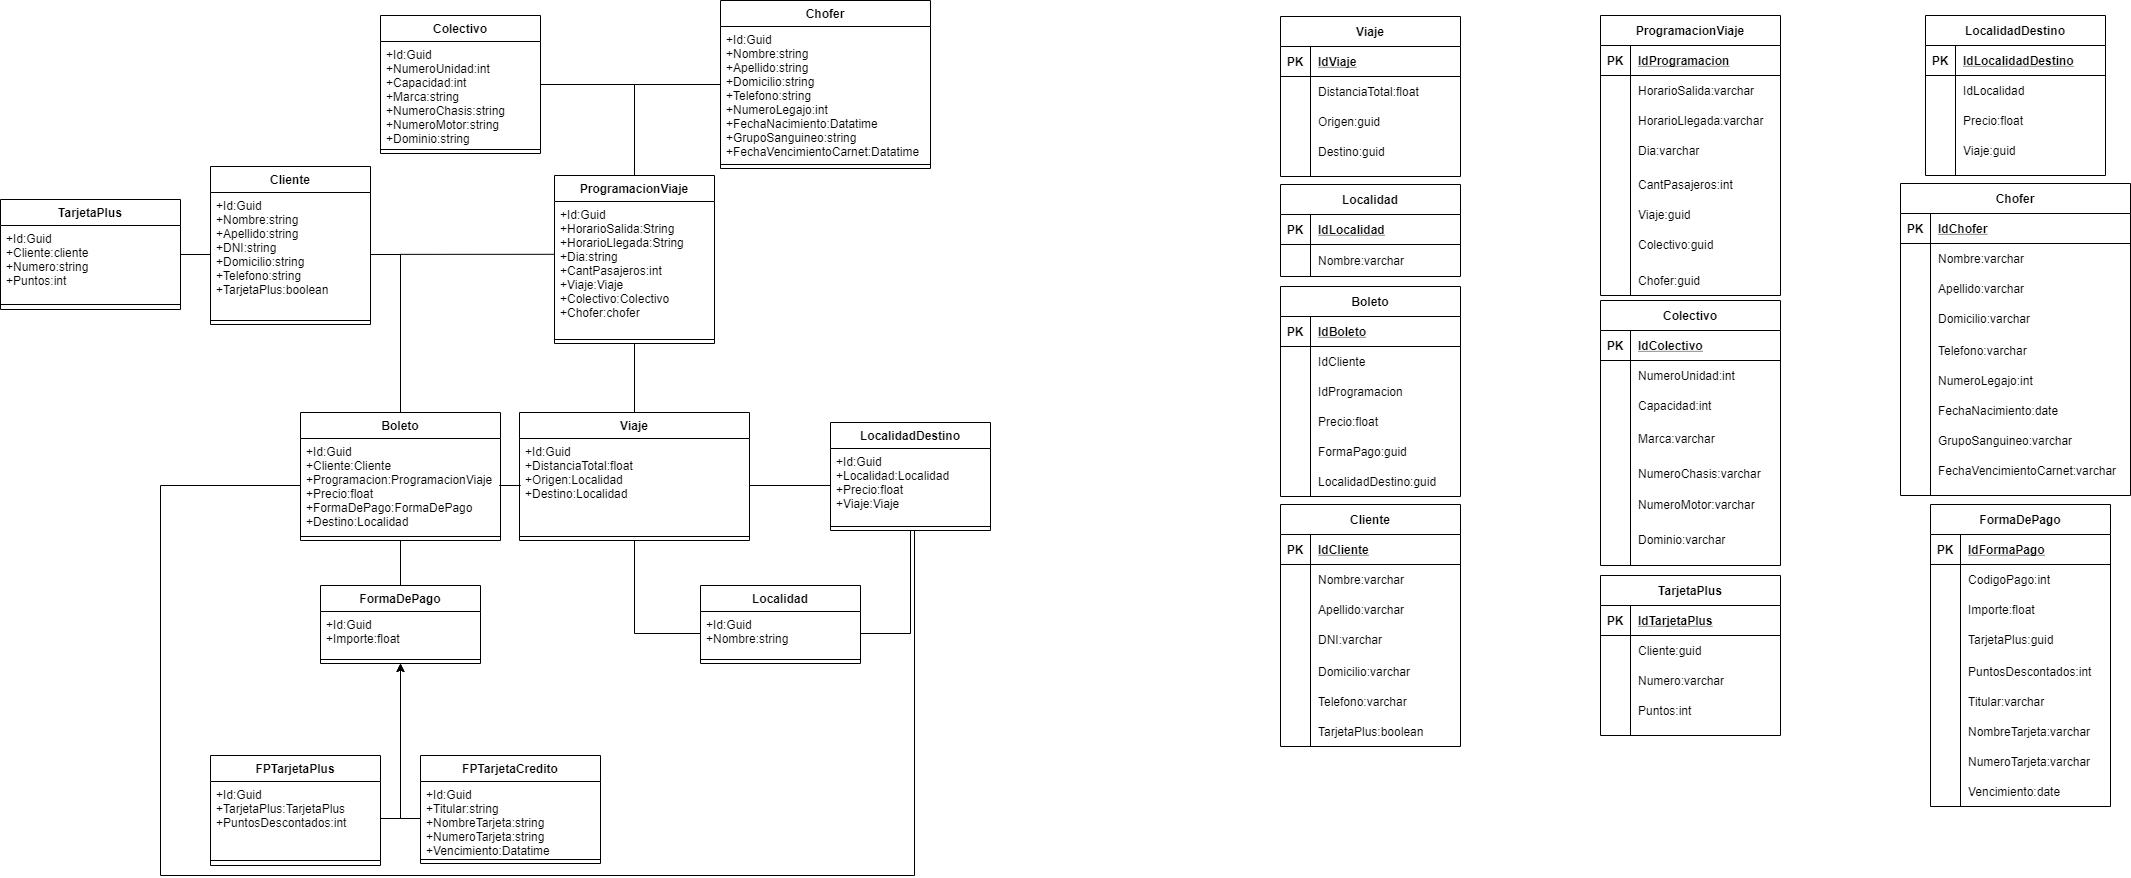 Colectivo
+Id:Guid
+NumeroUnidad:int
+Capacidad:int
+Marca:string
+NumeroChasis:string
+NumeroMotor:string
+Dominio:string
Chofer
+Id:Guid
+Nombre:string
+Apellido:string
+Domicilio:string
+Telefono:string
+NumeroLegajo:int
+FechaNacimiento:Datatime
+GrupoSanguineo:string
+FechaVencimientoCarnet:Datatime
TarjetaPlus
+Id:Guid
+Cliente:cliente
+Numero:string
+Puntos:int
Cliente
+Id:Guid
+Nombre:string
+Apellido:string
+DNI:string
+Domicilio:string
+Telefono:string
+TarjetaPlus:boolean
ProgramacionViaje
+Id:Guid
+HorarioSalida:String
+HorarioLlegada:String
+Dia:string
+CantPasajeros:int
+Viaje:Viaje
+Colectivo:Colectivo
+Chofer:chofer
Boleto
+Id:Guid
+Cliente:Cliente
+Programacion:ProgramacionViaje
+Precio:float
+FormaDePago:FormaDePago
+Destino:Localidad
Viaje
+Id:Guid
+DistanciaTotal:float
+Origen:Localidad
+Destino:Localidad
LocalidadDestino
+Id:Guid
+Localidad:Localidad
+Precio:float
+Viaje:Viaje
FormaDePago
+Id:Guid
+Importe:float
Localidad
+Id:Guid
+Nombre:string
FPTarjetaPlus
+Id:Guid
+TarjetaPlus:TarjetaPlus
+PuntosDescontados:int
FPTarjetaCredito
+Id:Guid
+Titular:string
+NombreTarjeta:string
+NumeroTarjeta:string
+Vencimiento:Datatime
Viaje
PK IdViaje
DistanciaTotal:float
Origen:guid
Destino:guid
Localidad
PK IdLocalidad
Nombre:varchar
Boleto
PK IdBoleto
IdCliente
IdProgramacion
Precio:float
FormaPago:guid
LocalidadDestino:guid
Cliente
PK IdCliente
Nombre:varchar
Apellido:varchar
DNI:varchar
Domicilio:varchar
Telefono:varchar
TarjetaPlus:boolean
ProgramacionViaje
PK IdProgramacion
HorarioSalida:varchar
HorarioLlegada:varchar
Dia:varchar
CantPasajeros:int
Viaje:guid
Colectivo:guid
Chofer:guid
Colectivo
PK IdColectivo
NumeroUnidad:int
Capacidad:int
Marca:varchar
NumeroChasis:varchar
NumeroMotor:varchar
Dominio:varchar
TarjetaPlus
PK IdTarjetaPlus
Cliente:guid
Numero:varchar
Puntos:int
LocalidadDestino
PK IdLocalidadDestino
IdLocalidad
Precio:float
Viaje:guid
Chofer
PK IdChofer
Nombre:varchar
Apellido:varchar
Domicilio:varchar
Telefono:varchar
NumeroLegajo:int
FechaNacimiento:date
GrupoSanguineo:varchar
FechaVencimientoCarnet:varchar
FormaDePago
PK IdFormaPago
CodigoPago:int
Importe:float
TarjetaPlus:guid
PuntosDescontados:int
Titular:varchar
NombreTarjeta:varchar
NumeroTarjeta:varchar
Vencimiento:date